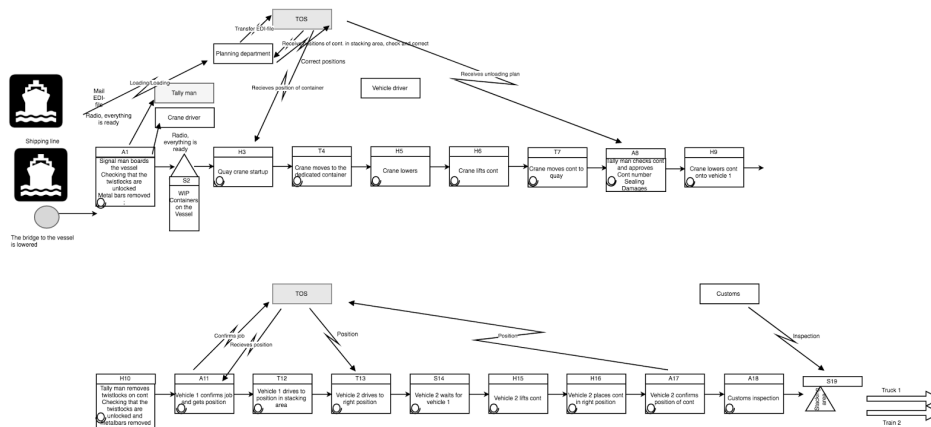 TOS
Transfer EDI-file
Receives positions of cont. in stacking area, check and correct
Planning department
Correct positions
Loading/Loading
Recieves position of container
Receives unloading plan
Mail
EDI-
file
Tally man
Vehicle driver
Radio, everything
is ready
Crane driver
Radio,
everything is
ready
Shipping line
A1
Signal man boards
the vessel
Checking that the
twistlocks are
unlocked
Metal bars removed
S2
WIP
Containers
on the
Vessel
H3
Quay crane startup
T4
Crane moves to the
dedicated container
H5
Crane lowers
H6
Crane lifts cont
T7
Crane moves cont to
quay
A8
Tally man checks cont
and approves
Cont number
Sealing
Damages
H9
Crane lowers cont
onto vehicle 1
The bridge to the vessel
is lowered
TOS
Customs
Confirms job
Recieves position
Position
Position
Inspection
H10
Tally man removes
twistlocks on cont
Checking that the
twistlocks are
unlocked and
Metalbars removed
A11
Vehicle 1 confirms job
and gets position
T12
Vehicle 1 drives to
position in stacking
area
T13
Vehicle 2 drives to
right position
S14
Vehicle 2 waits for
vehicle 1
H15
Vehicle 2 lifts cont
H16
Vehicle 2 places cont
in right position
A17
Vehicle 2 confirms
position of cont
A18
Customs inspection
S19
Stacking
area
Truck 1
Train 2